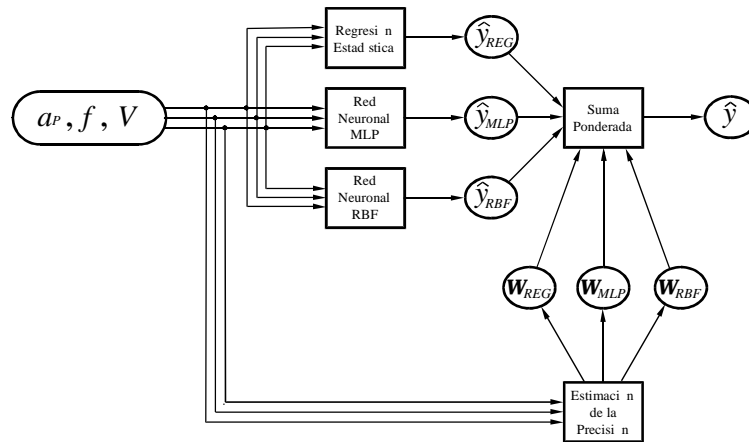 a_P, f, V
Regresi n
Estad stica
Red
Neuronal
MLP
Red
Neuronal
RBF
ŷ_REG
ŷ_MLP
ŷ_RBF
Suma
Ponderada
ŷ
W_REG
W_MLP
W_RBF
Estimaci n
de la
Precisi n